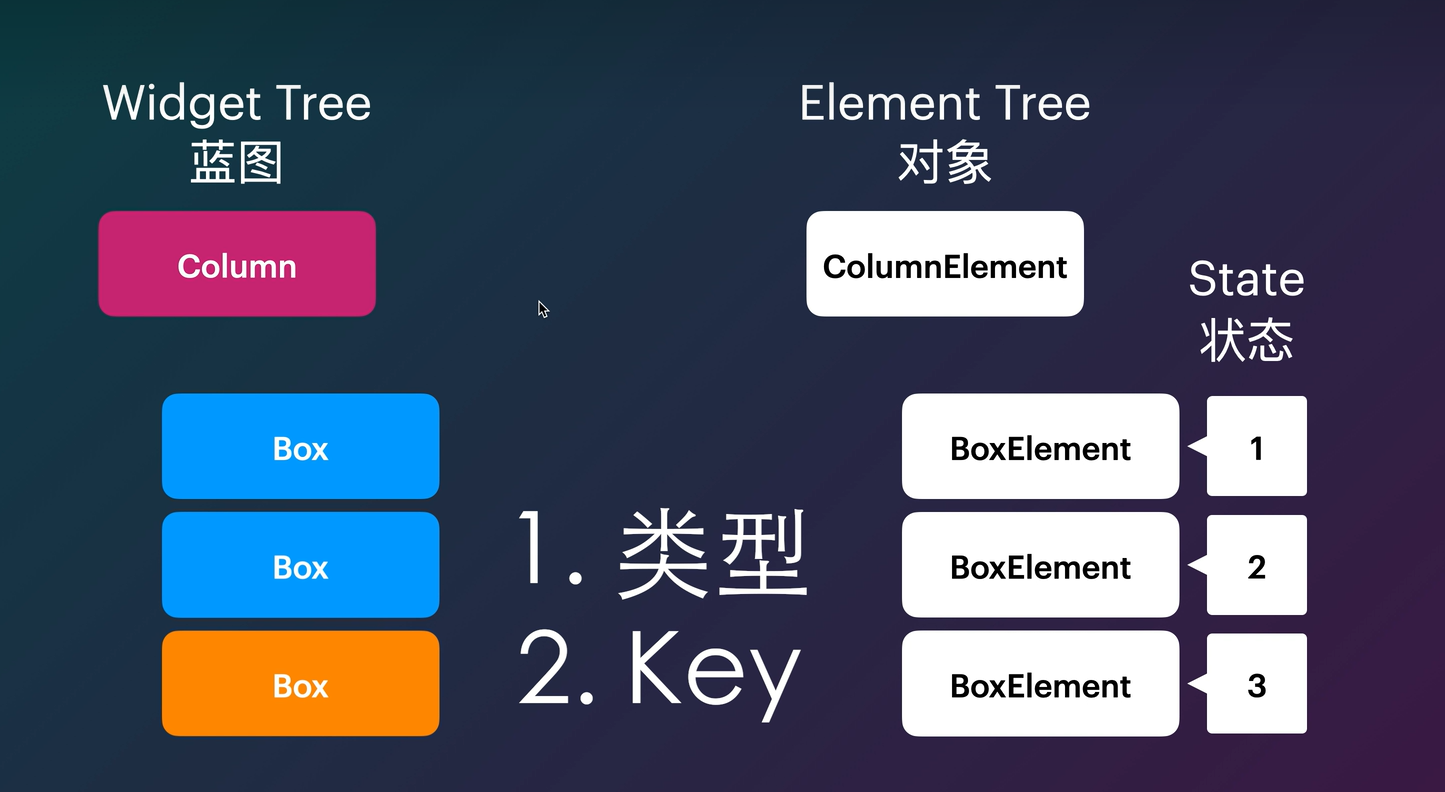 Widget Tree
蓝图
Element Tree
对象
Column
ColumnElement
State
状态
Box
BoxElement
1
Box
1. 类型
BoxElement
2
Box
2. Key
BoxElement
3